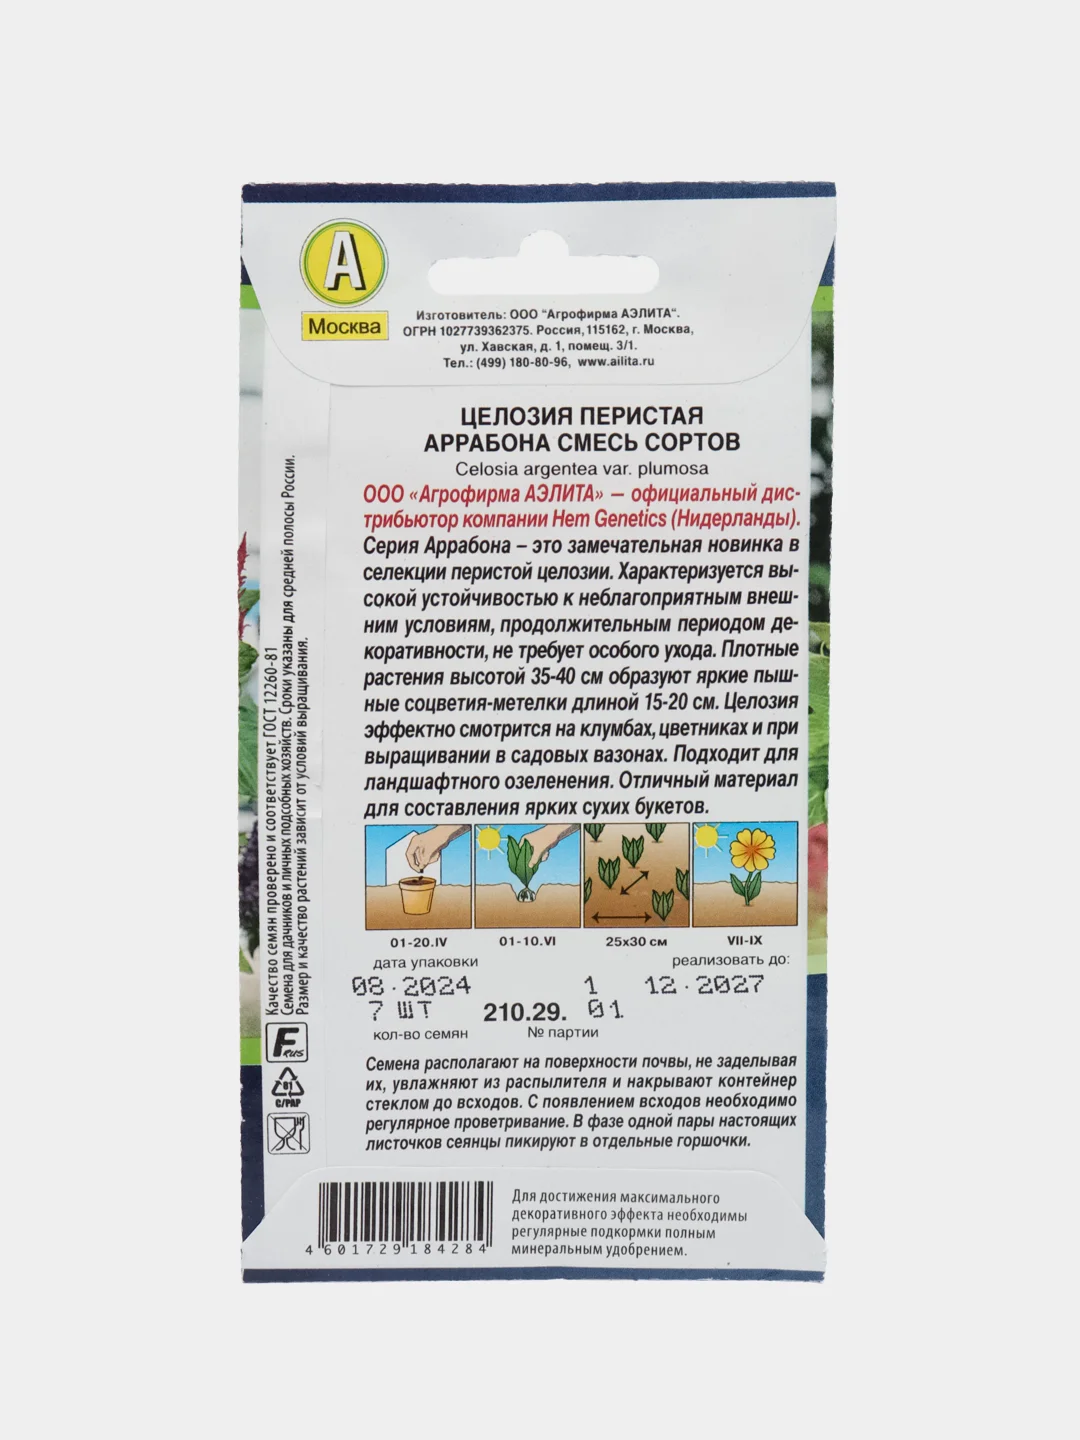 А
Москва
Изготовитель: ООО "Агрофирма АЭЛИТА".
ОГРН 1027739362375. Россия, 115162, г. Москва,
ул. Хавская, д. 1, помещ. 3/1.
Тел.: (499) 180-80-96, www.ailita.ru
ЦЕЛОЗИЯ ПЕРИСТАЯ
АРРАБОНА СМЕСЬ СОРТОВ
Celosia argentea var. plumosa
ООО «Агрофирма АЭЛИТА» – официальный дис-
трибьютор компании Hem Genetics (Нидерланды).
Серия Аррабона – это замечательная новинка в
селекции перистой целозии. Характеризуется вы-
сокой устойчивостью к неблагоприятным внеш-
ним условиям, продолжительным периодом де-
коративности, не требует особого ухода. Плотные
растения высотой 35-40 см образуют яркие пыш-
ные соцветия-метелки длиной 15-20 см. Целозия
эффектно смотрится на клумбах, цветниках и при
выращивании в садовых вазонах. Подходит для
ландшафтного озеленения. Отличный материал
для составления ярких сухих букетов.
01-20.IV 01-10.VI 25х30 см VII-IX
дата упаковки реализовать до:
08.2024 1 12.2027
7 ШТ 210.29. 01
кол-во семян № партии
Семена располагают на поверхности почвы, не заделывая
их, увлажняют из распылителя и накрывают контейнер
стеклом до всходов. С появлением всходов необходимо
регулярное проветривание. В фазе одной пары настоящих
листочков сеянцы пикируют в отдельные горшочки.
Качество семян проверено и соответствует ГОСТ 12260-81
Семена для дачников и личных подсобных хозяйств. Сроки указаны для средней полосы России.
Размер и качество растений зависит от условий выращивания.
F RUS
81
C/PAP
4 601729 184284
Для достижения максимального
декоративного эффекта необходимы
регулярные подкормки полным
минеральным удобрением.